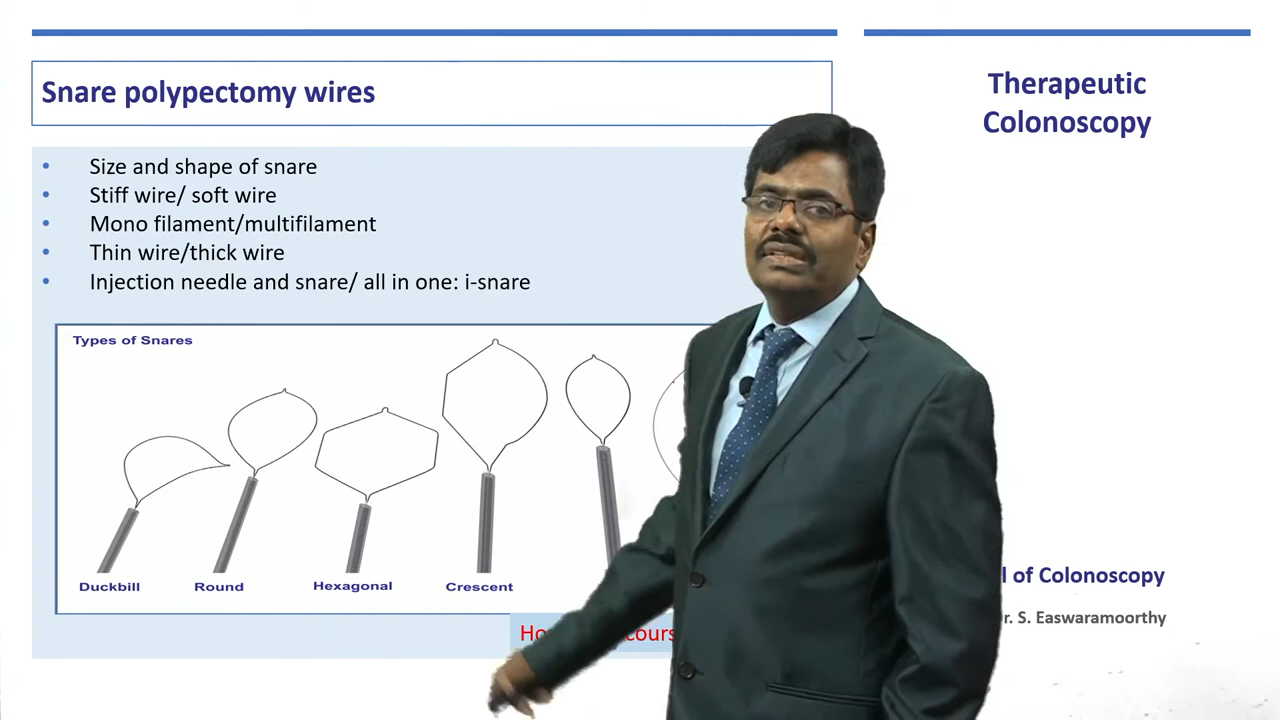 Snare polypectomy wires
• Size and shape of snare
• Stiff wire/ soft wire
• Mono filament/multifilament
• Thin wire/thick wire
• Injection needle and snare/ all in one: i-snare
Types of Snares
Duckbill Round Hexagonal Crescent
Therapeutic
Colonoscopy
of Colonoscopy
S. Easwaramoorthy